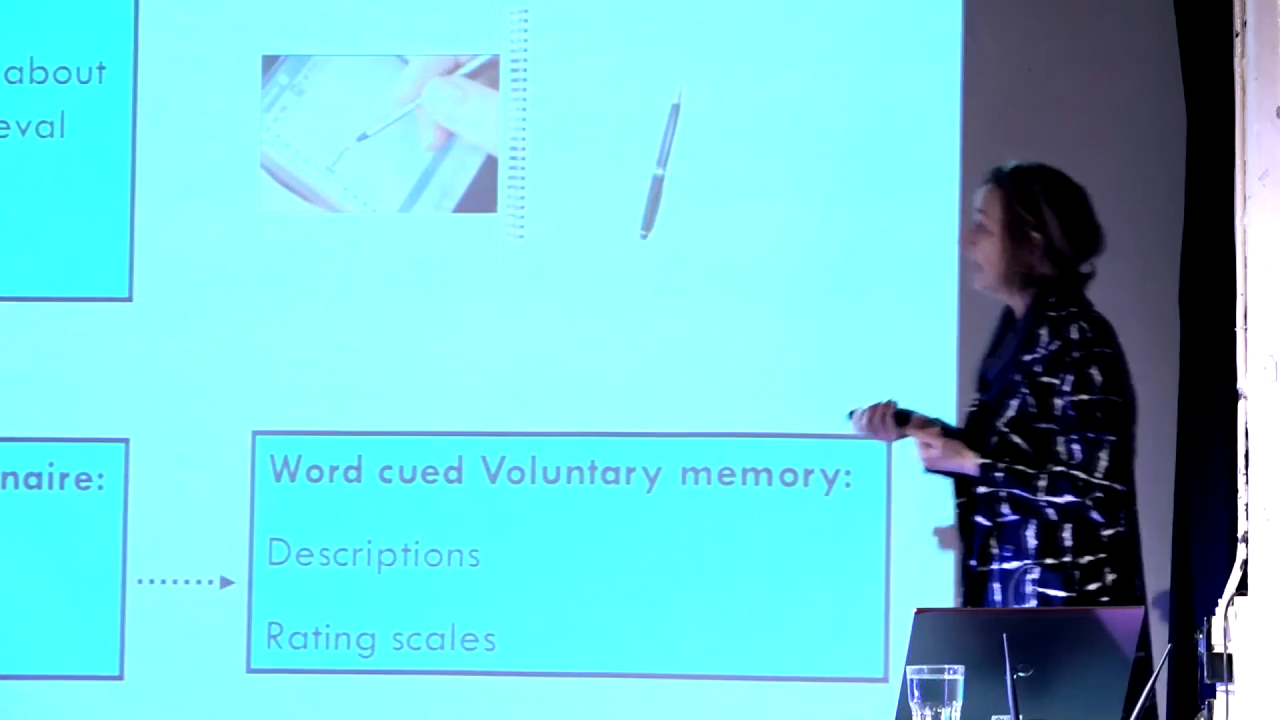 about
eval
naire:
Word cued Voluntary memory:
Descriptions
Rating scales